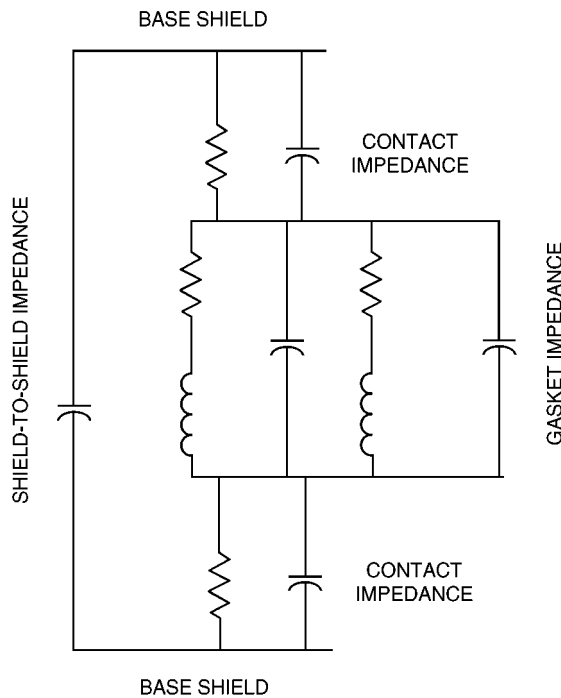 BASE SHIELD
CONTACT
IMPEDANCE
SHIELD-TO-SHIELD IMPEDANCE
GASKET IMPEDANCE
CONTACT
IMPEDANCE
BASE SHIELD